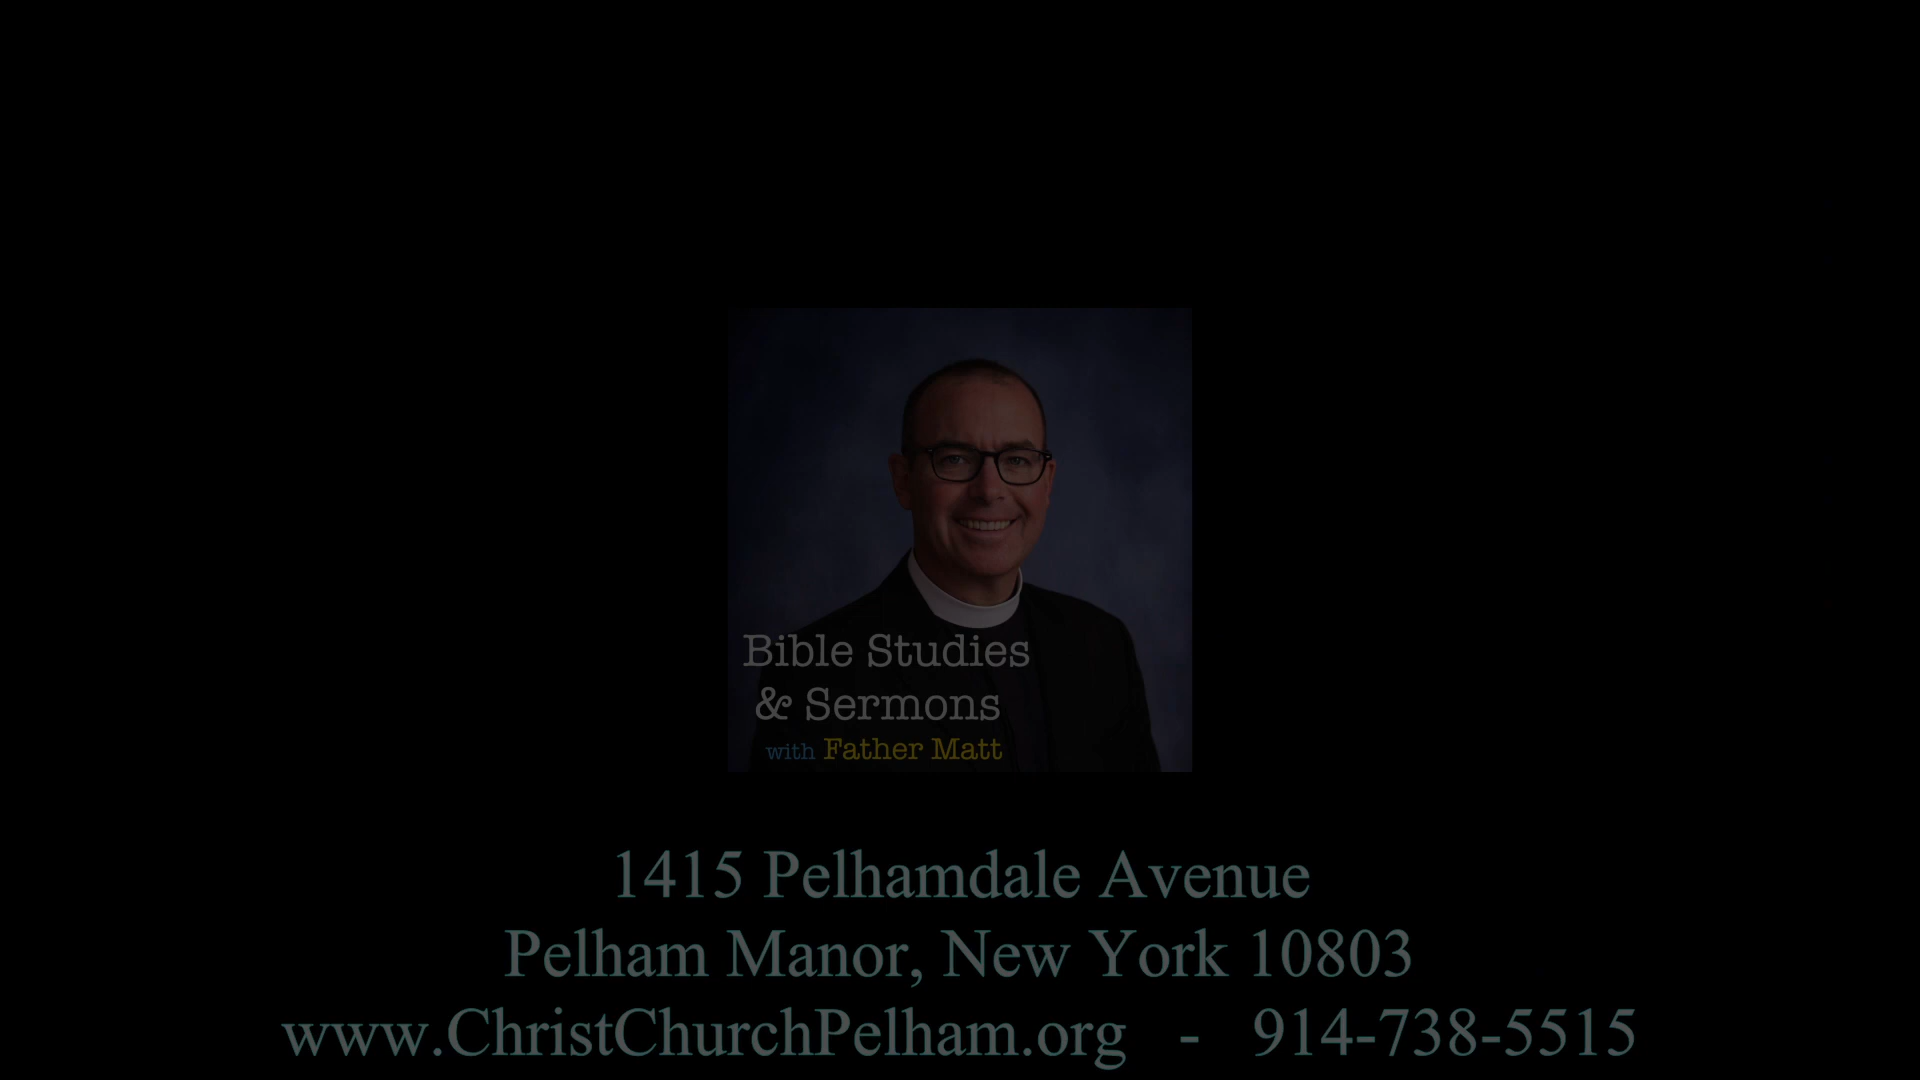 Bible Studies
& Sermons
with Father Matt
1415 Pelhamdale Avenue
Pelham Manor, New York 10803
www.ChristChurchPelham.org - 914-738-5515